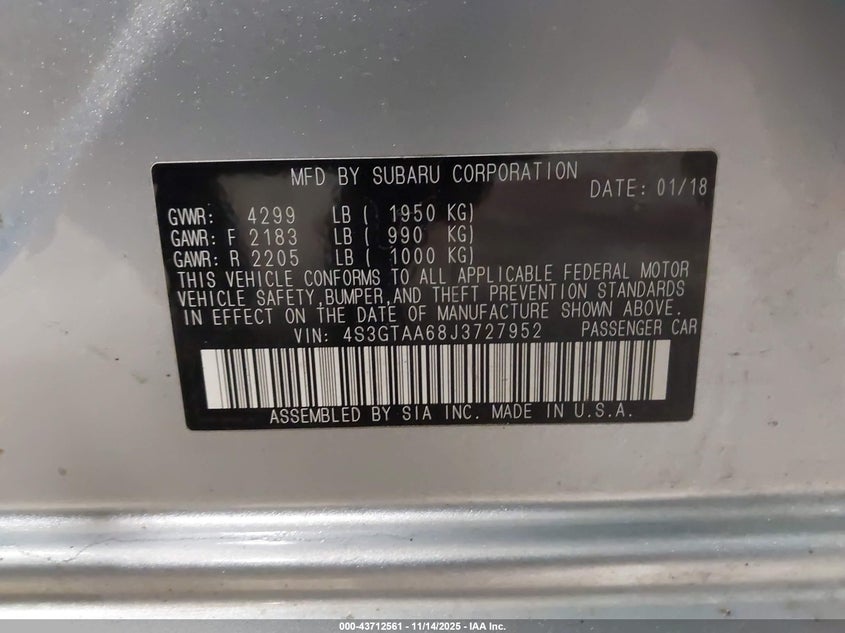 MFD BY SUBARU CORPORATION
DATE: 01/18
GVWR: 4299 LB ( 1950 KG)
GAWR: F 2183 LB ( 990 KG)
GAWR: R 2205 LB ( 1000 KG)
THIS VEHICLE CONFORMS TO ALL APPLICABLE FEDERAL MOTOR
VEHICLE SAFETY,BUMPER,AND THEFT PREVENTION STANDARDS
IN EFFECT ON THE DATE OF MANUFACTURE SHOWN ABOVE.
VIN: 4S3GTAA68J3727952 PASSENGER CAR
ASSEMBLED BY SIA INC. MADE IN U.S.A.
000-43712561 | 11/14/2025 - IAA Inc.